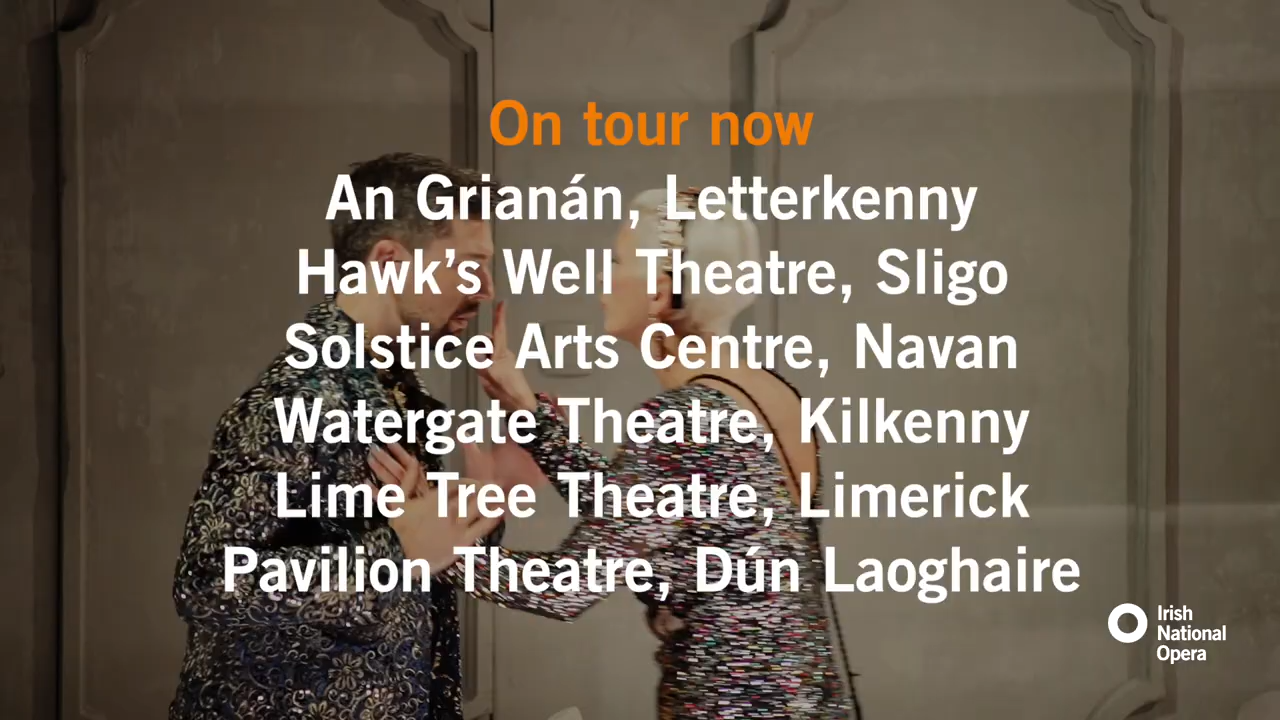 On tour now
An Grianán, Letterkenny
Hawk’s Well Theatre, Sligo
Solstice Arts Centre, Navan
Watergate Theatre, Kilkenny
Lime Tree Theatre, Limerick
Pavilion Theatre, Dún Laoghaire
Irish
National
Opera